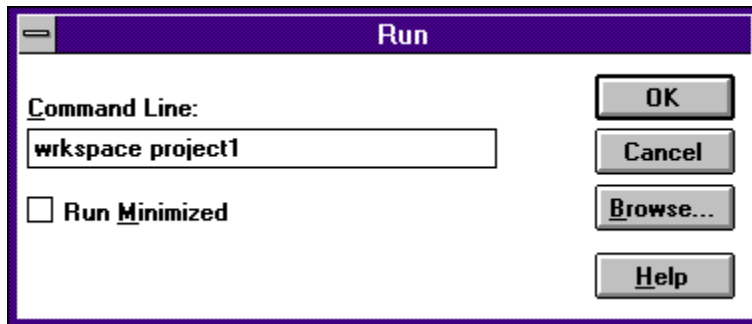 Run
Command Line:
wrkspace project1
Run Minimized
OK
Cancel
Browse...
Help